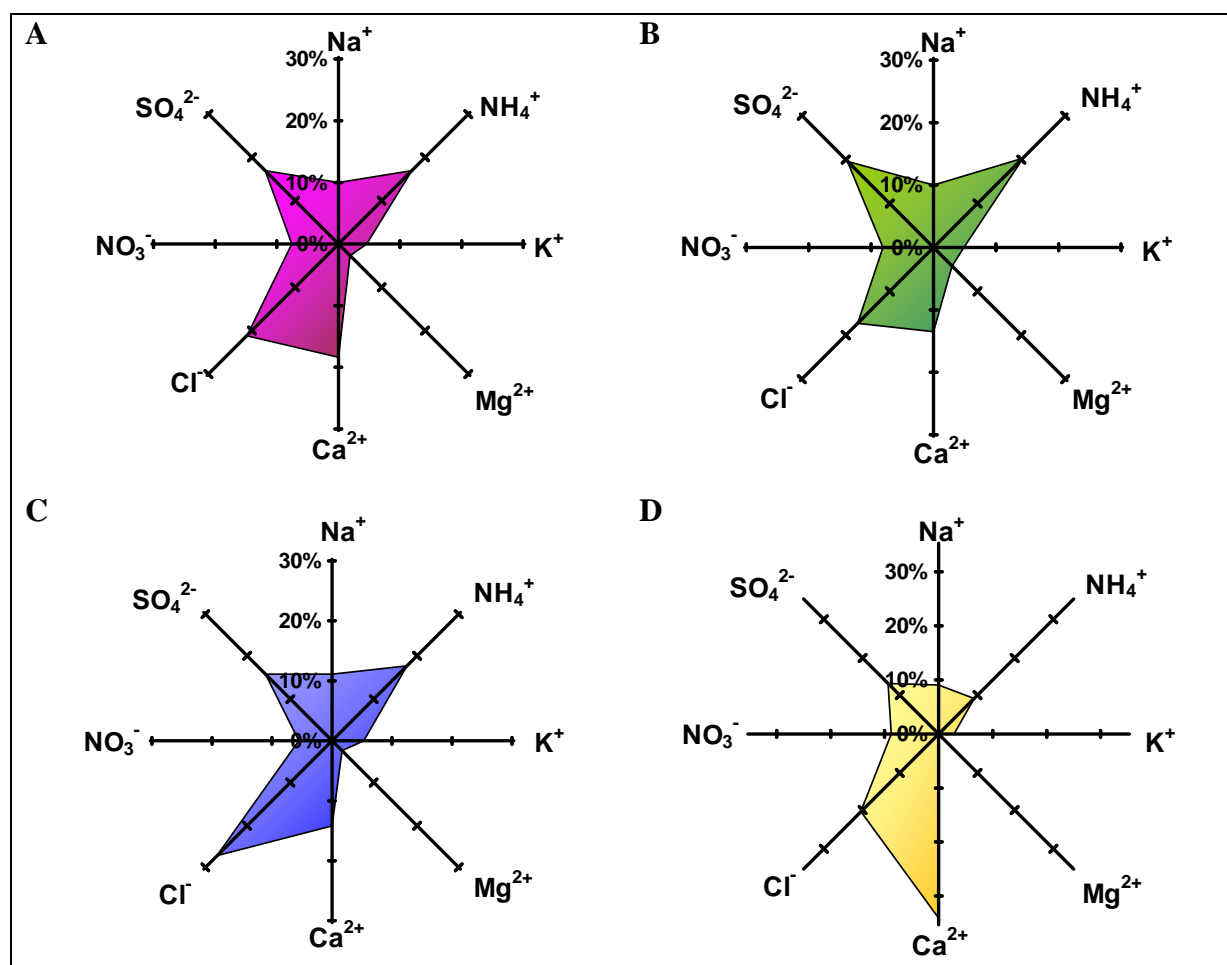 A
Na⁺
30%
20%
10%
0%
NH₄⁺
K⁺
Mg²⁺
Ca²⁺
Cl⁻
NO₃⁻
SO₄²⁻
B
Na⁺
30%
20%
10%
0%
NH₄⁺
K⁺
Mg²⁺
Ca²⁺
Cl⁻
NO₃⁻
SO₄²⁻
C
Na⁺
30%
20%
10%
0%
NH₄⁺
K⁺
Mg²⁺
Ca²⁺
Cl⁻
NO₃⁻
SO₄²⁻
D
Na⁺
30%
20%
10%
0%
NH₄⁺
K⁺
Mg²⁺
Ca²⁺
Cl⁻
NO₃⁻
SO₄²⁻